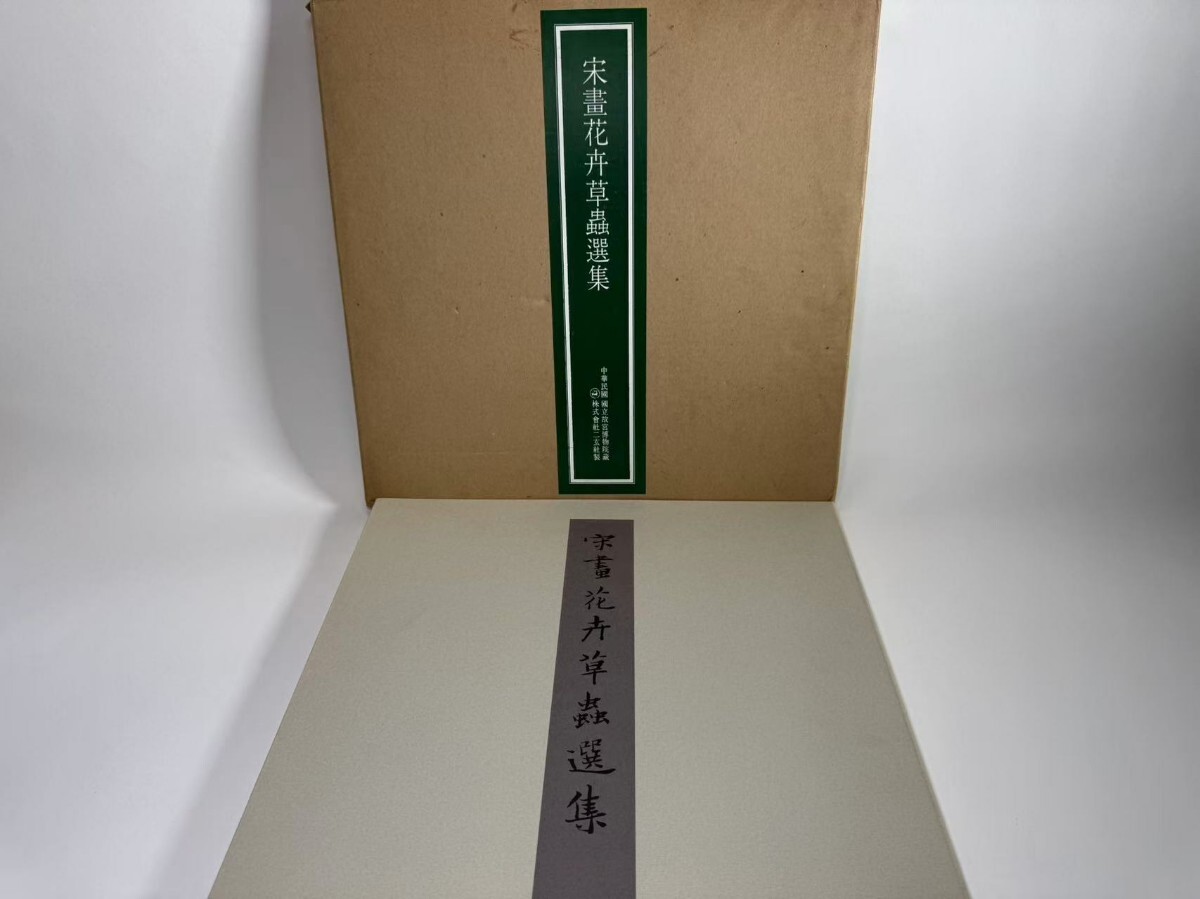 宋畫花卉草蟲選集
中華民國 國立故宮博物院藏
株式會社二玄社製
宋畫花卉草蟲選集